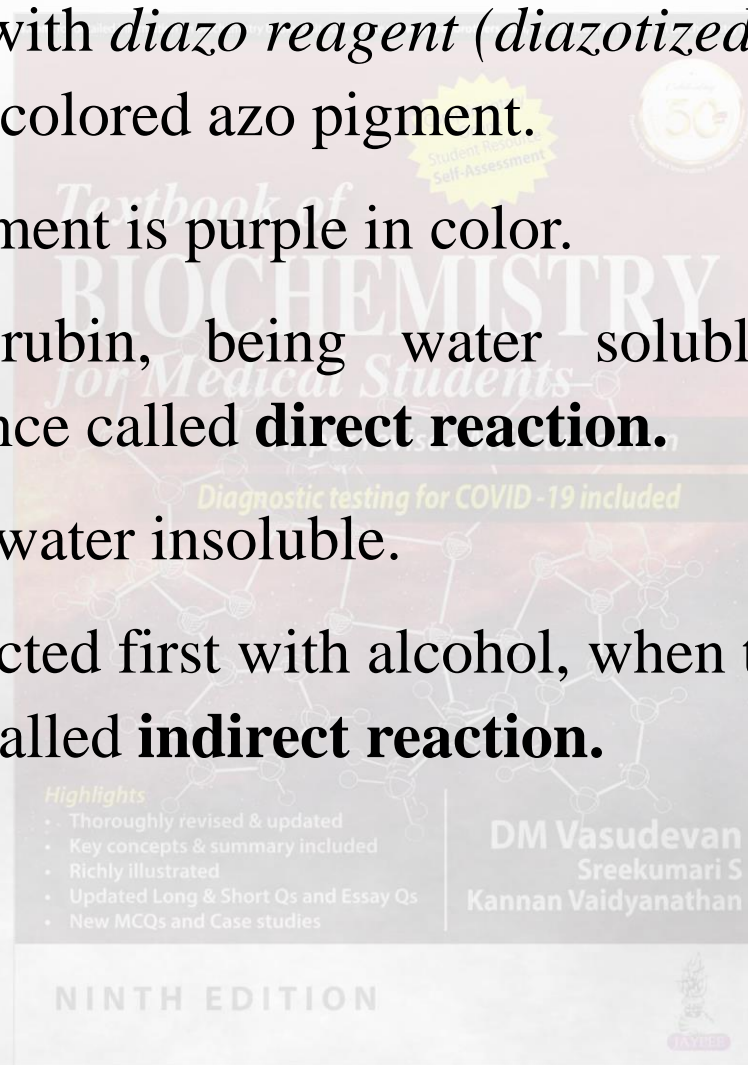 with diazo reagent (diazotized
colored azo pigment.
Student Resource
Self-Assessment
50
Textbook of
ment is purple in color.
BIOCHEMISTRY
rubin, being water solubl
for Medical Students
nce called direct reaction.
Diagnostic testing for COVID -19 included
water insoluble.
cted first with alcohol, when t
alled indirect reaction.
Highlights
• Thoroughly revised & updated
• Key concepts & summary included
• Richly illustrated
• Updated Long & Short Qs and Essay Qs
• New MCQs and Case studies
DM Vasudevan
Sreekumari S
Kannan Vaidyanathan
NINTH EDITION
JAYPEE